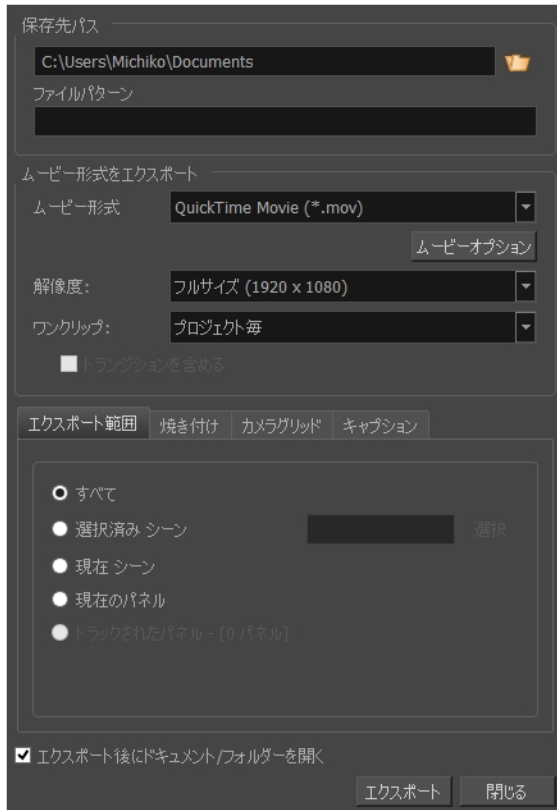 保存先パス
C:\Users\Michiko\Documents
ファイルパターン
ムービー形式をエクスポート
ムービー形式 QuickTime Movie (*.mov)
ムービーオプション
解像度: フルサイズ (1920 x 1080)
ワンクリップ: プロジェクト毎
トランジションを含める
エクスポート範囲 焼き付け カメラグリッド キャプション
すべて
選択済み シーン 選択
現在 シーン
現在のパネル
トラックされたパネル - [0 パネル]
エクスポート後にドキュメント/フォルダーを開く
エクスポート 閉じる